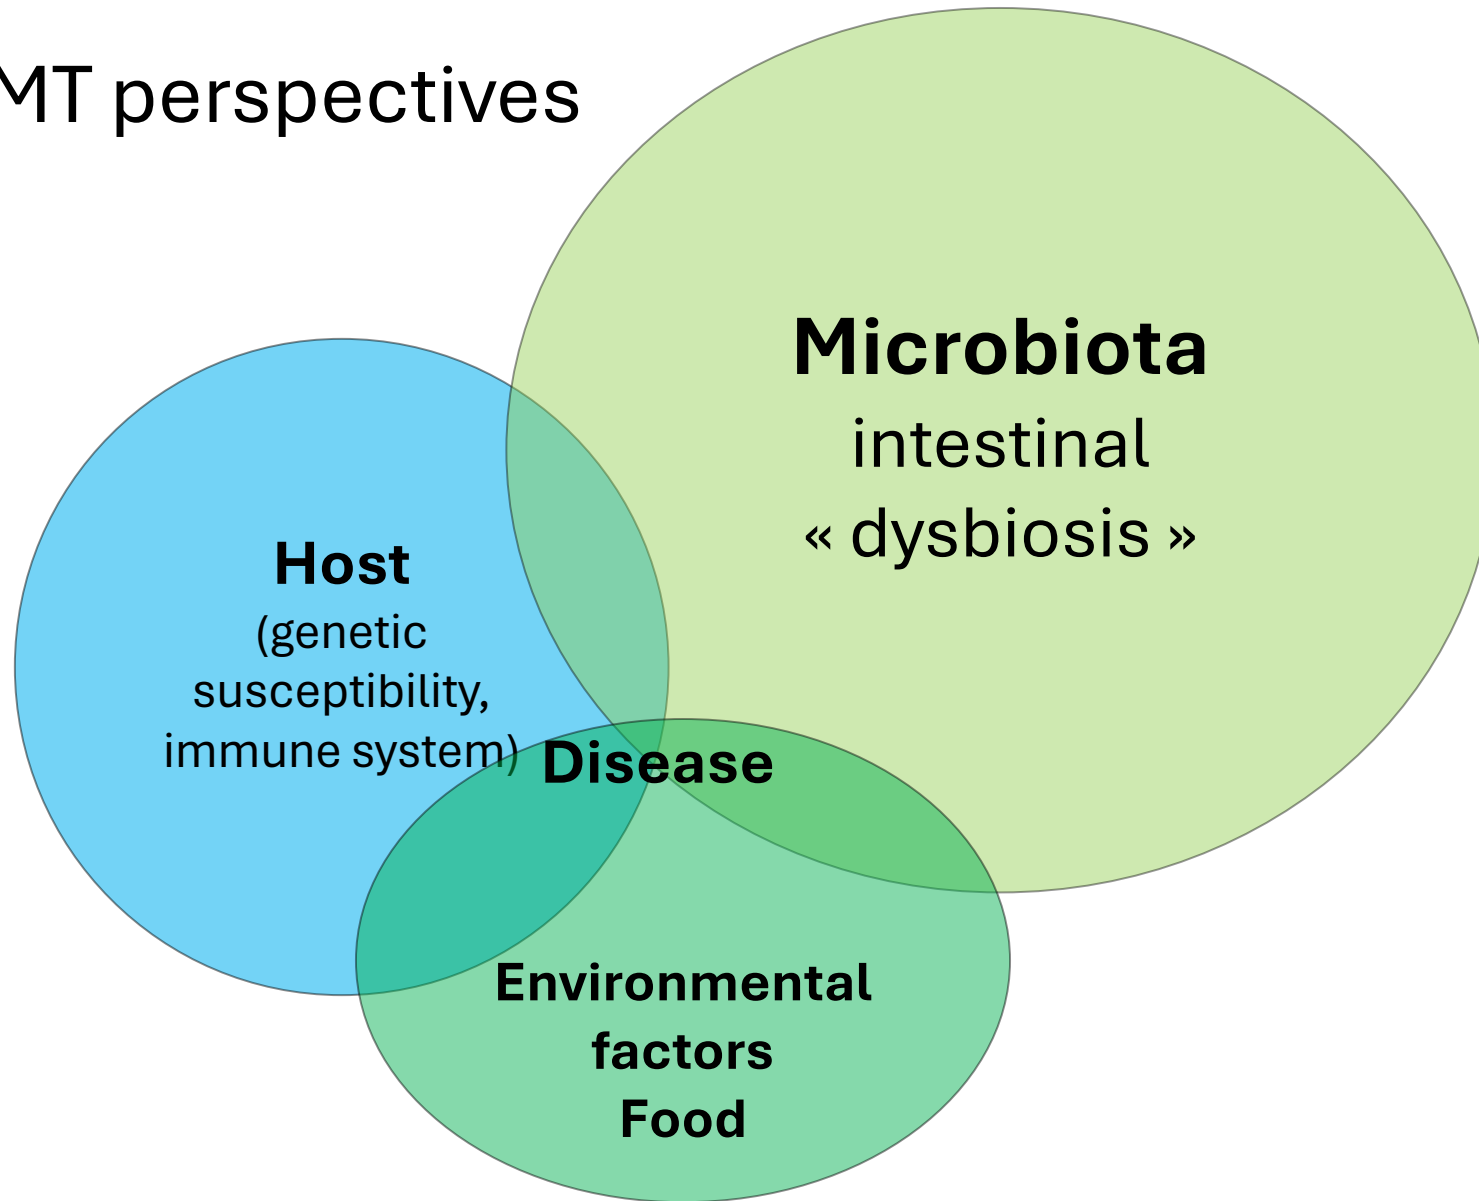 MT perspectives
Microbiota
intestinal
« dysbiosis »
Host
(genetic
susceptibility,
immune system)
Disease
Environmental
factors
Food